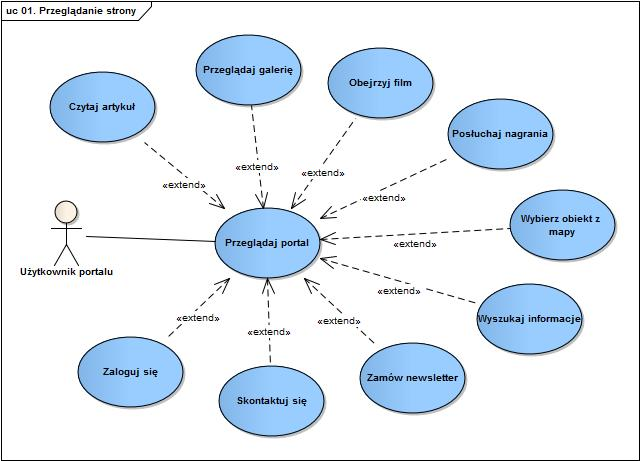 uc 01. Przeglądanie strony
Przeglądaj galerię
Obejrzyj film
Czytaj artykuł
Posłuchaj nagrania
«extend»
«extend»
«extend»
«extend»
Wybierz obiekt z
mapy
Przeglądaj portal
«extend»
Użytkownik portalu
«extend»
Wyszukaj informacje
«extend»
«extend»
«extend»
Zaloguj się
Zamów newsletter
Skontaktuj się